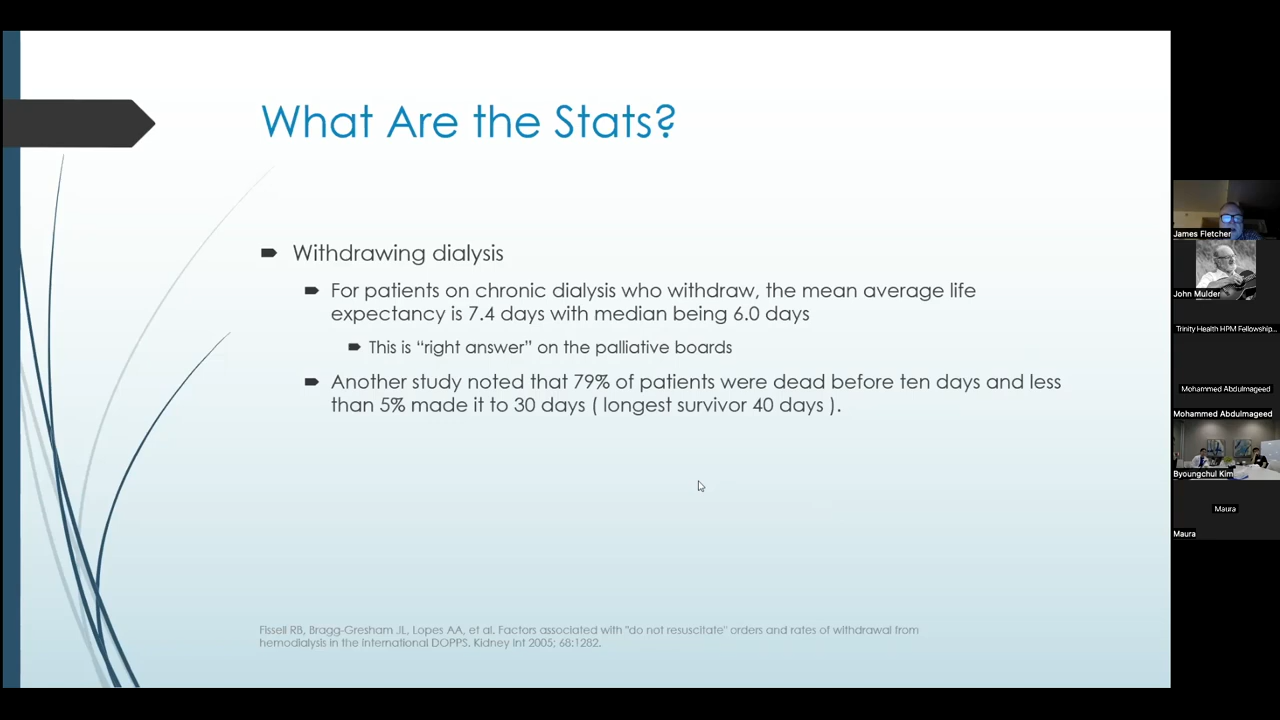 What Are the Stats?
Withdrawing dialysis
For patients on chronic dialysis who withdraw, the mean average life
expectancy is 7.4 days with median being 6.0 days
This is “right answer” on the palliative boards
Another study noted that 79% of patients were dead before ten days and less
than 5% made it to 30 days ( longest survivor 40 days ).
Fissell RB, Bragg-Gresham JL, Lopes AA, et al. Factors associated with "do not resuscitate" orders and rates of withdrawal from
hemodialysis in the international DOPPS. Kidney Int 2005; 68:1282.
James Fletcher
John Mulder
Trinity Health HPM Fellowship...
Mohammed Abdulmageed
Mohammed Abdulmageed
Byoungchul Kim
Maura
Maura